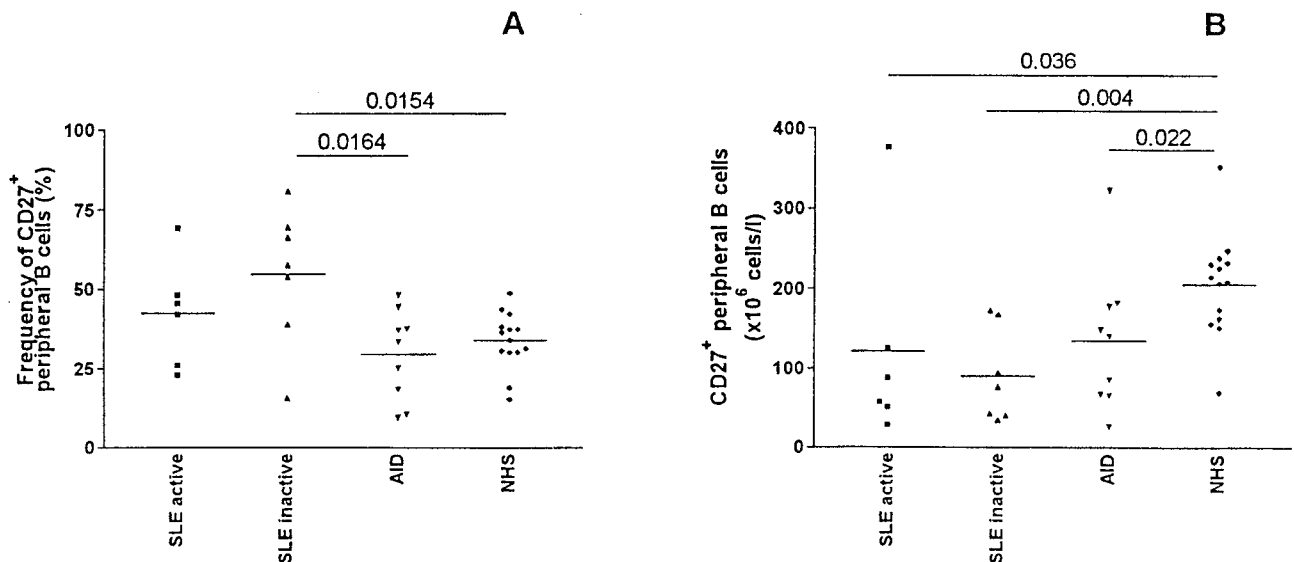 A
0.0154
0.0164
100
75
50
25
0
Frequency of CD27+
peripheral B cells (%)
SLE active
SLE inactive
AID
NHS
B
0.036
0.004
0.022
400
300
200
100
0
CD27+ peripheral B cells
(x10^6 cells/l)
SLE active
SLE inactive
AID
NHS